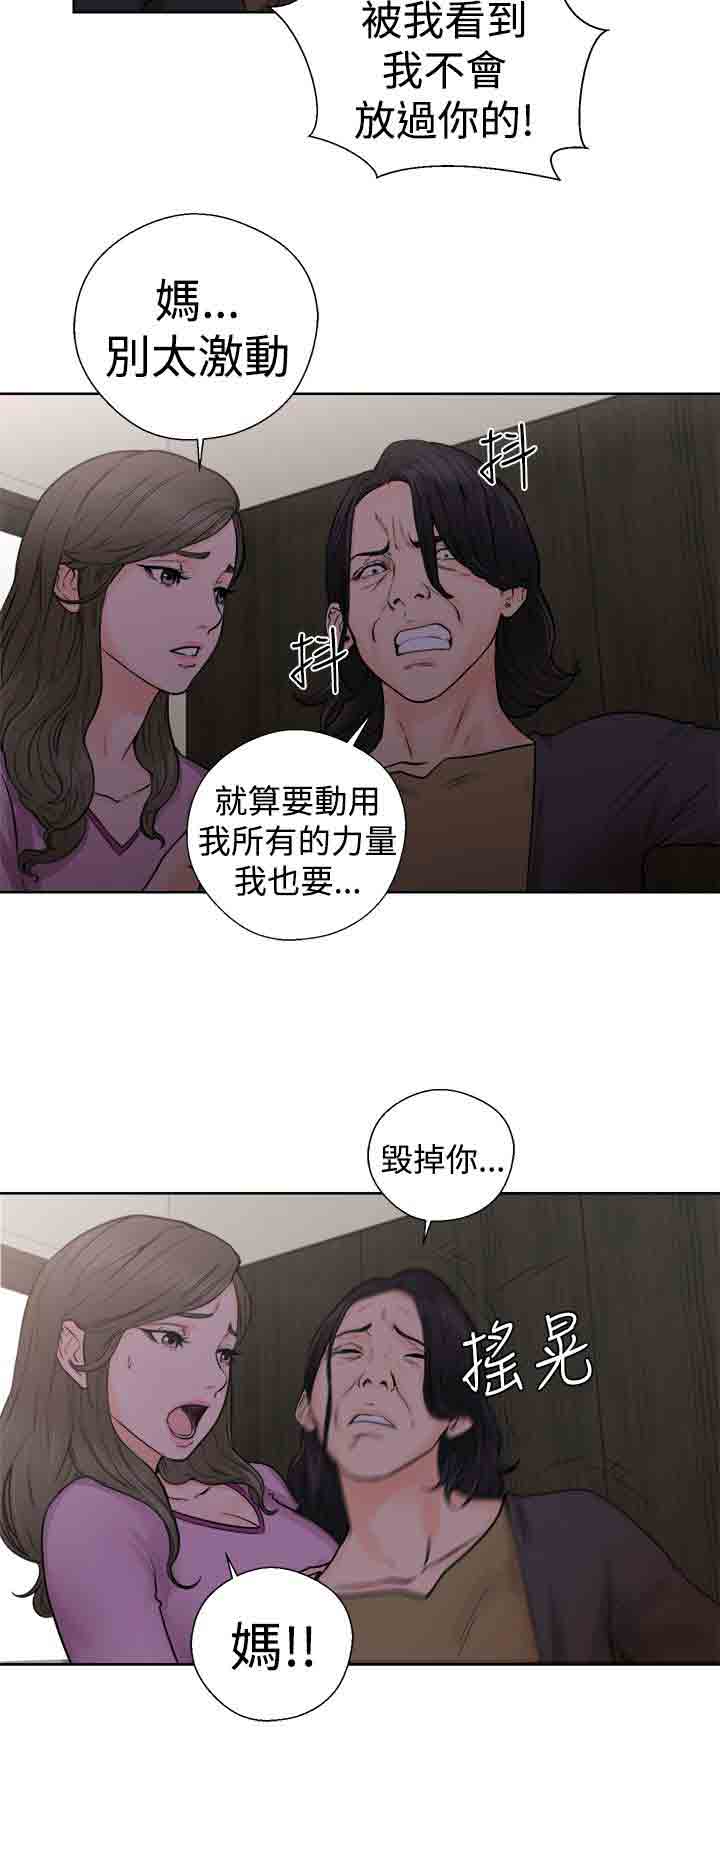 被我看到
我不會
放過你的!
媽...
別太激動
抖
抖
就算要動用
我所有的力量
我也要...
毀掉你...
搖晃
媽!!